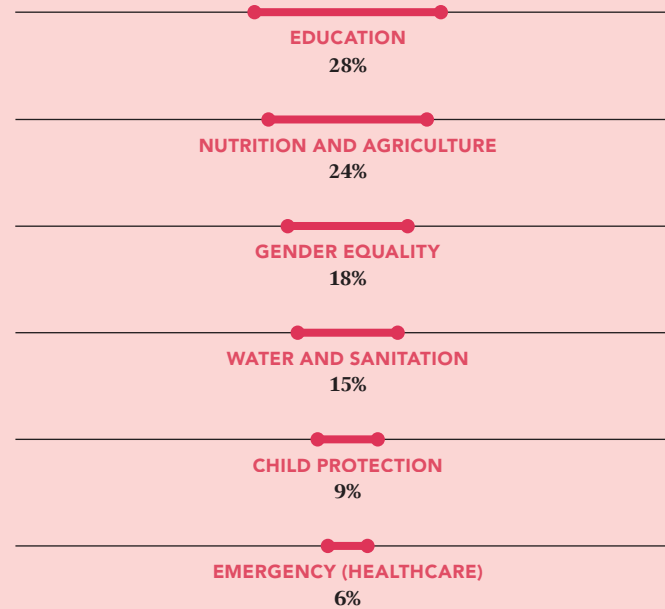 EDUCATION
28%
NUTRITION AND AGRICULTURE
24%
GENDER EQUALITY
18%
WATER AND SANITATION
15%
CHILD PROTECTION
9%
EMERGENCY (HEALTHCARE)
6%